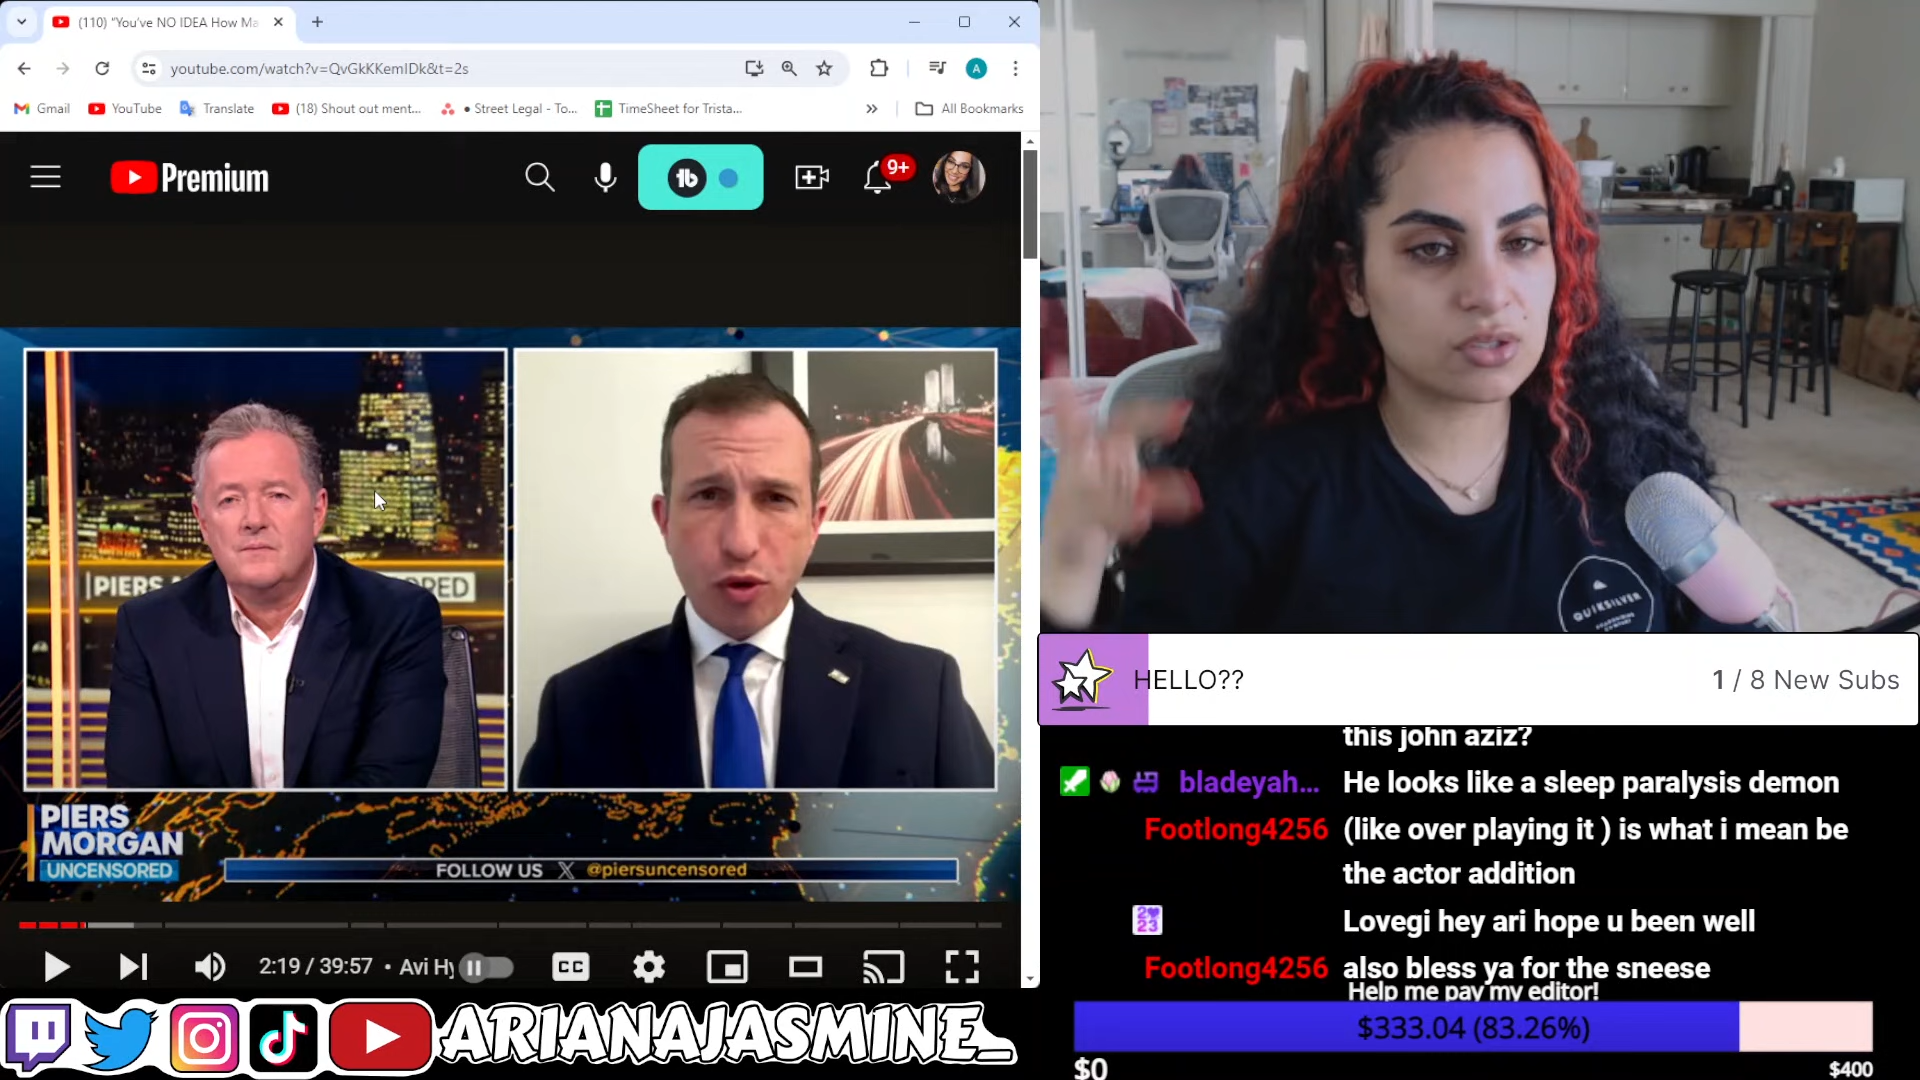 (110) "You've NO IDEA How Ma
youtube.com/watch?v=QvGkKKemIDk&t=2s
A
Gmail
YouTube
Translate
(18) Shout out ment...
• Street Legal - To...
TimeSheet for Trista...
»
All Bookmarks
Premium
9+
PIERS
ORED
PIERS
MORGAN
UNCENSORED
FOLLOW US X @piersuncensored
2:19 / 39:57 • Avi Hy
CC
ARIANAJASMINE_
QUIKSILVER
HELLO??
1 / 8 New Subs
this john aziz?
bladeyah... He looks like a sleep paralysis demon
Footlong4256 (like over playing it ) is what i mean be
the actor addition
2023
Lovegi hey ari hope u been well
Footlong4256 also bless ya for the sneese
Help me pay my editor!
$333.04 (83.26%)
$0
$400